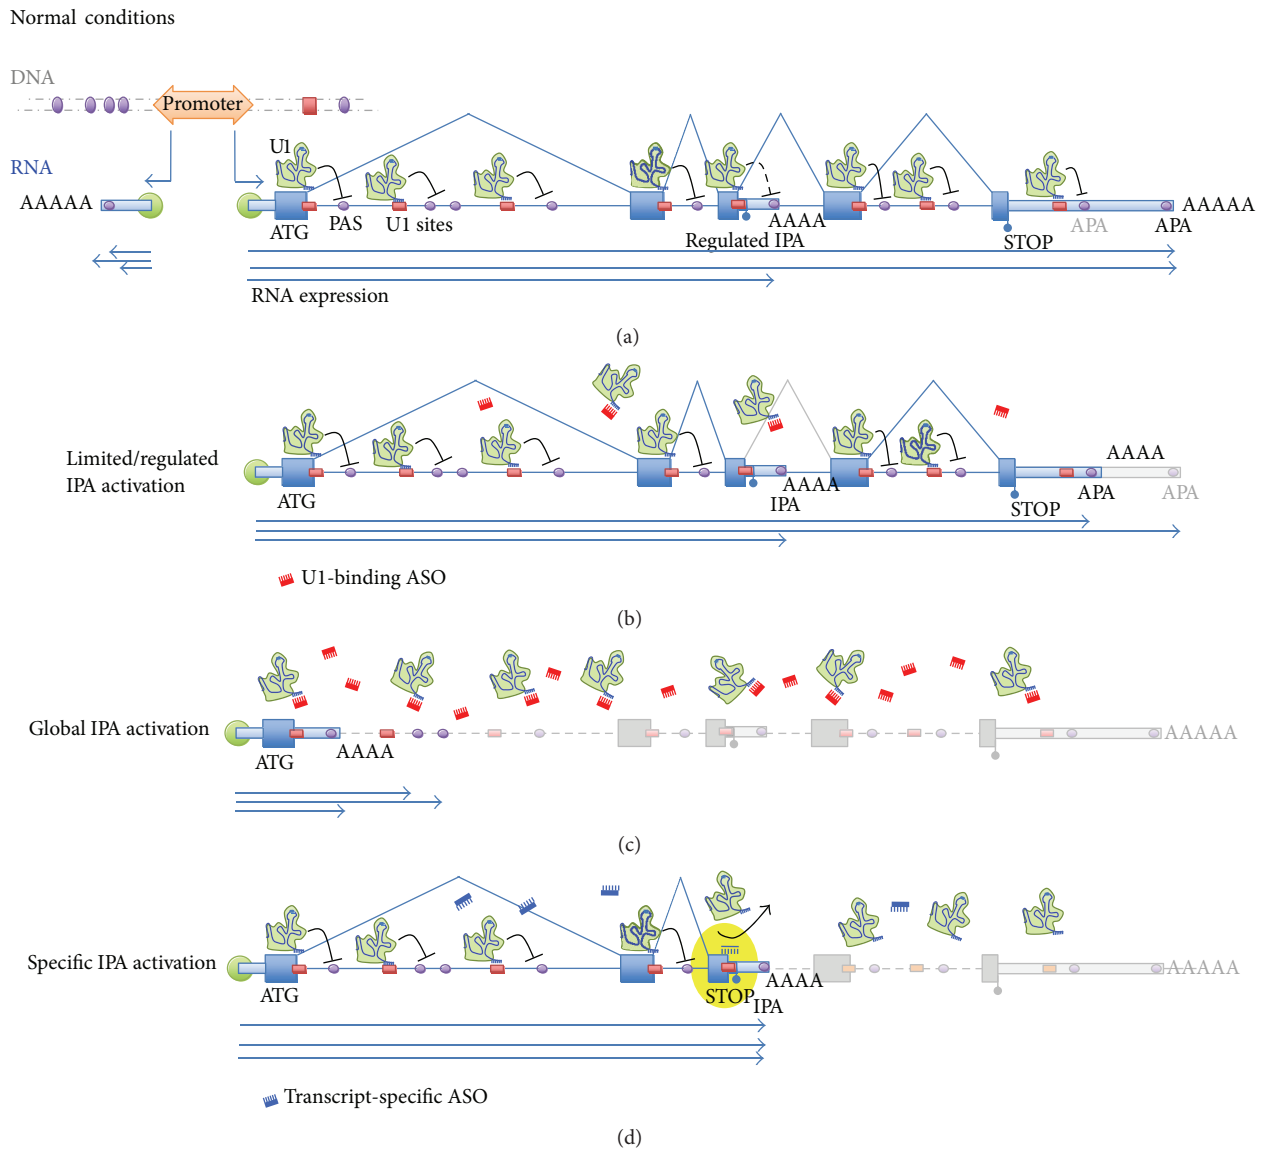 Normal conditions
DNA
Promoter
U1
RNA
AAAAA
ATG
PAS
U1 sites
Regulated IPA
AAAA
STOP
APA
APA
AAAAA
RNA expression
(a)
Limited/regulated
IPA activation
ATG
AAAA
IPA
STOP
AAAA
APA
APA
U1-binding ASO
(b)
Global IPA activation
ATG
AAAA
AAAAA
(c)
Specific IPA activation
ATG
STOP
IPA
AAAA
AAAAA
Transcript-specific ASO
(d)